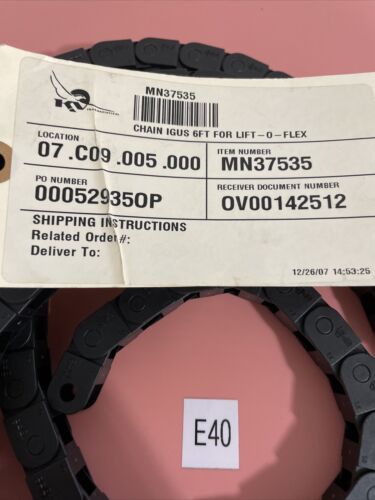 MN37535
CHAIN IGUS 6FT FOR LIFT-O-FLEX
LOCATION
07.C09.005.000
ITEM NUMBER
MN37535
PO NUMBER
00052935OP
RECEIVER DOCUMENT NUMBER
OV00142512
SHIPPING INSTRUCTIONS
Related Order#:
Deliver To:
12/26/07 14:53:25
E40